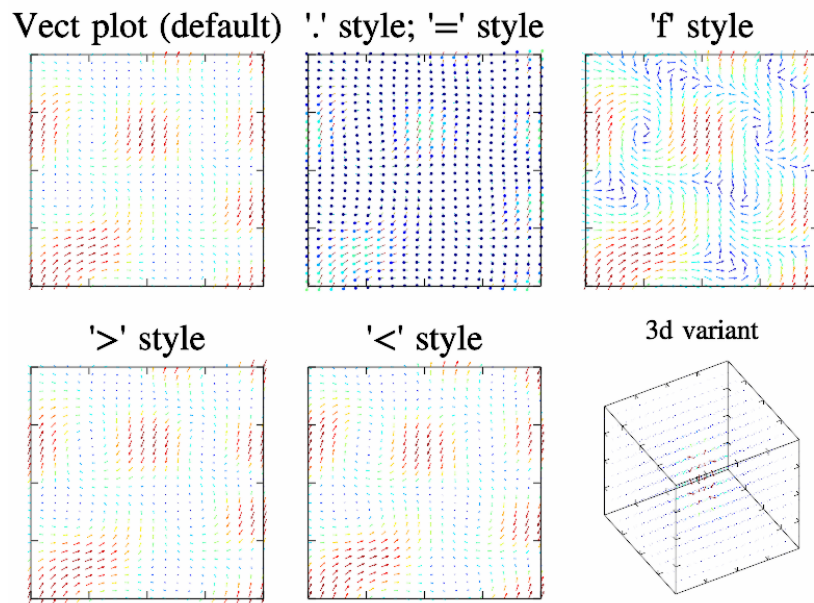 Vect plot (default)
'.' style; '=' style
'f' style
'>' style
'<' style
3d variant